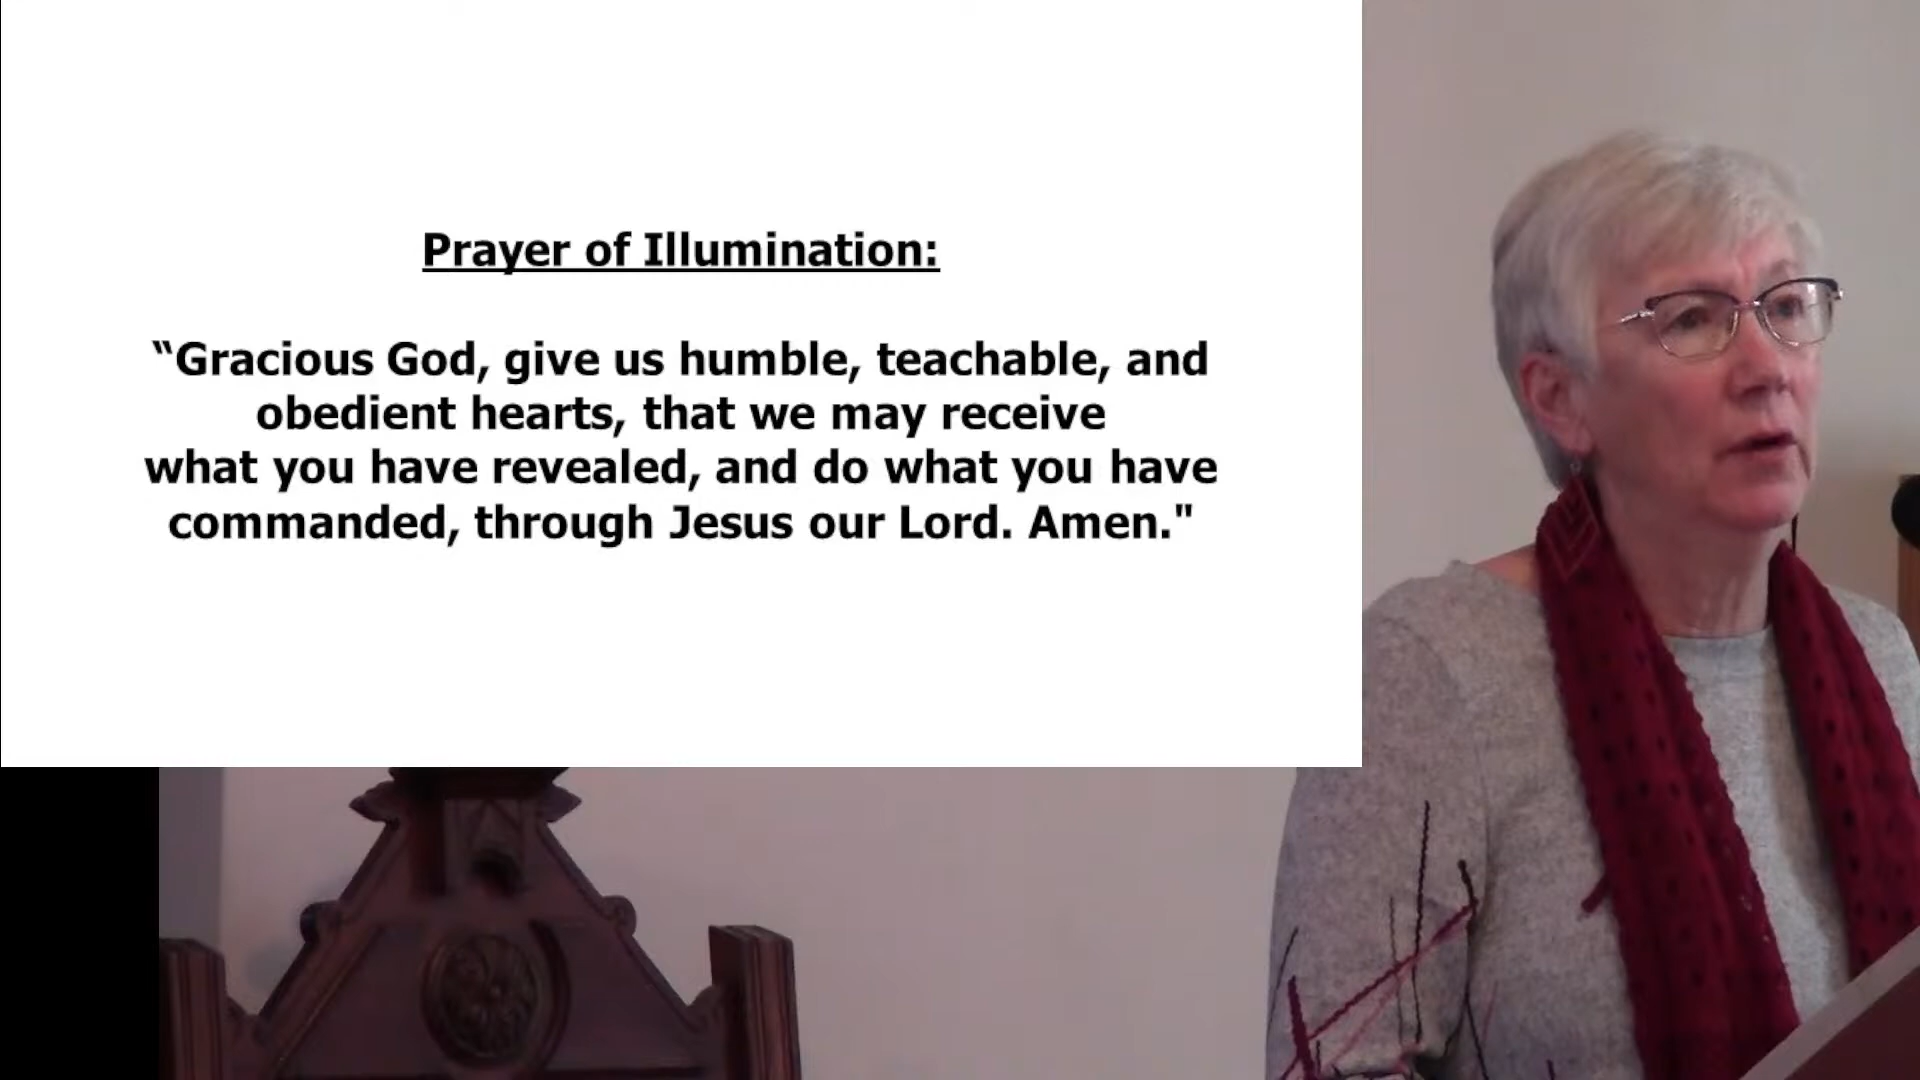 Prayer of Illumination:
“Gracious God, give us humble, teachable, and
obedient hearts, that we may receive
what you have revealed, and do what you have
commanded, through Jesus our Lord. Amen."